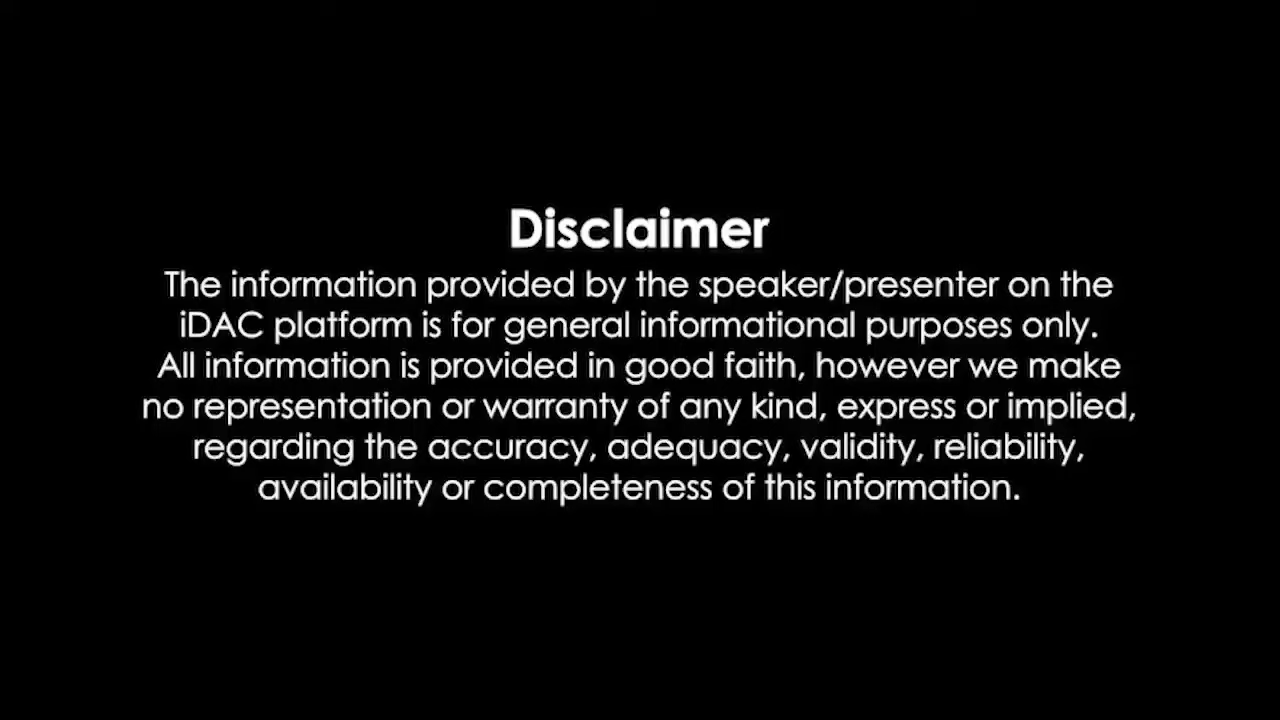 Disclaimer
The information provided by the speaker/presenter on the
iDAC platform is for general informational purposes only.
All information is provided in good faith, however we make
no representation or warranty of any kind, express or implied,
regarding the accuracy, adequacy, validity, reliability,
availability or completeness of this information.